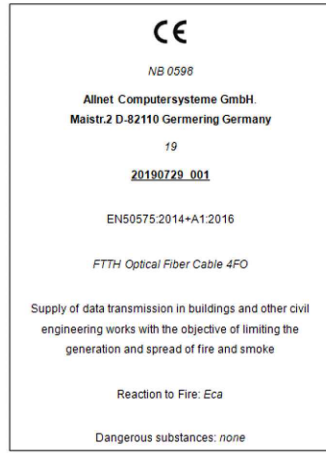 CE
NB 0598
Allnet Computersysteme GmbH.
Maistr.2 D-82110 Germering Germany
19
20190729_001
EN50575:2014+A1:2016
FTTH Optical Fiber Cable 4FO
Supply of data transmission in buildings and other civil
engineering works with the objective of limiting the
generation and spread of fire and smoke
Reaction to Fire: Eca
Dangerous substances: none